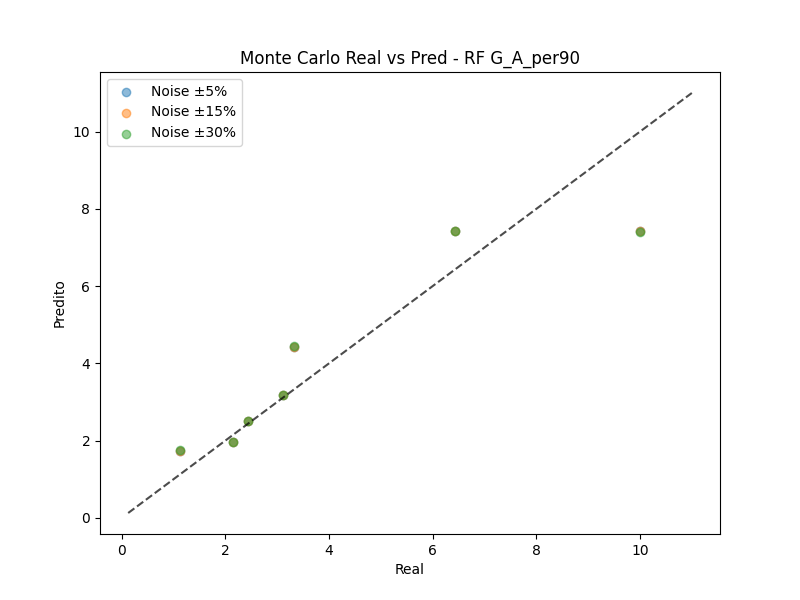 Monte Carlo Real vs Pred - RF G_A_per90
Noise ±5%
Noise ±15%
Noise ±30%
10
8
6
4
2
0
Predito
0 2 4 6 8 10
Real